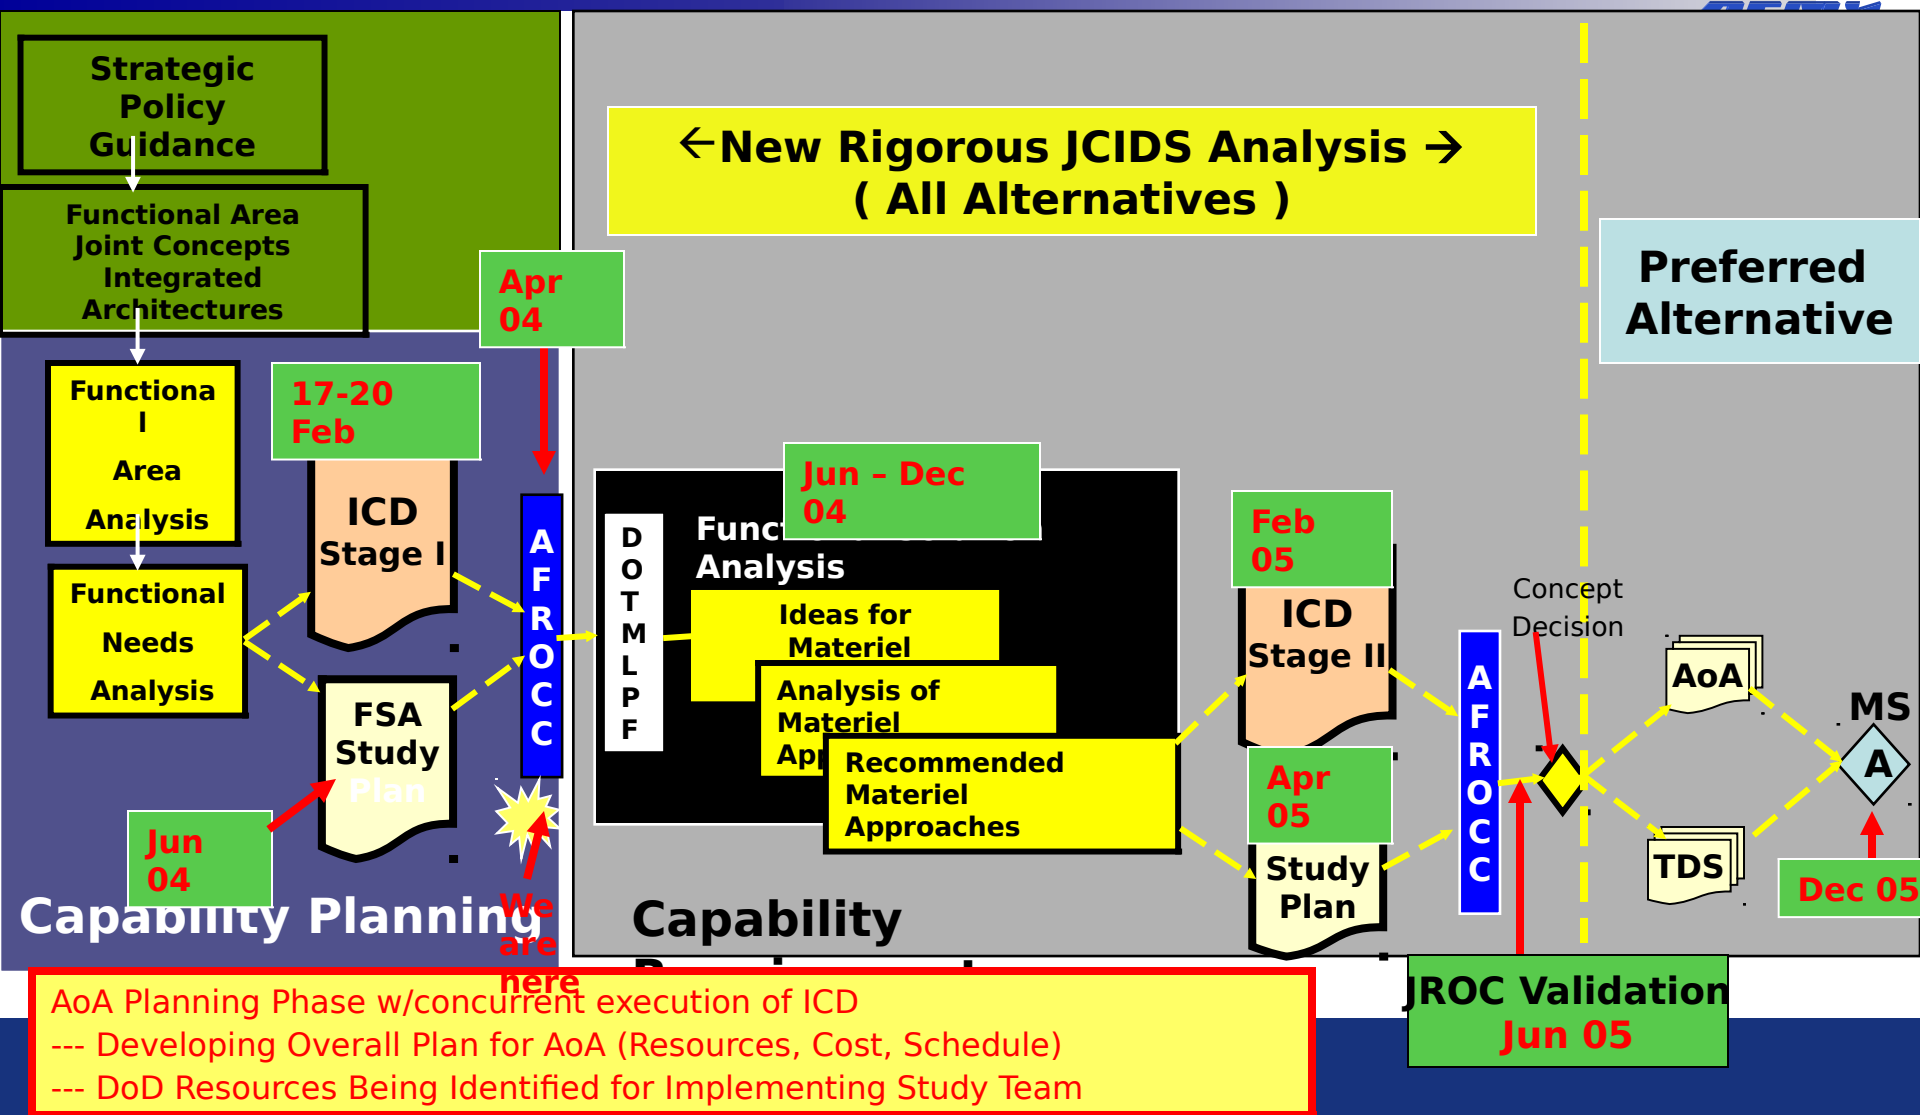 Strategic
Policy
Guidance
Functional Area
Joint Concepts
Integrated
Architectures
←New Rigorous JCIDS Analysis →
( All Alternatives )
Preferred
Alternative
Apr
04
17-20
Feb
Functiona
l
Area
Analysis
ICD
Stage I
Functional
Needs
Analysis
FSA
Study
Plan
Jun
04
A
F
R
O
C
C
We
are
here
Capability Planning
Jun – Dec
04
D
O
T
M
L
P
F
Analysis
Ideas for
Materiel
Analysis of
Materiel
Recommended
Materiel
Approaches
Capability
Feb
05
ICD
Stage II
Apr
05
Study
Plan
A
F
R
O
C
C
Concept
Decision
AoA
TDS
MS
A
Dec 05
JROC Validation
Jun 05
AoA Planning Phase w/concurrent execution of ICD
--- Developing Overall Plan for AoA (Resources, Cost, Schedule)
--- DoD Resources Being Identified for Implementing Study Team